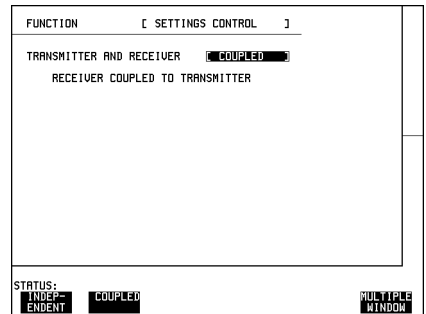 FUNCTION [ SETTINGS CONTROL ]
TRANSMITTER AND RECEIVER [ COUPLED ]
RECEIVER COUPLED TO TRANSMITTER
STATUS:
INDEP-
ENDENT
COUPLED
MULTIPLE
WINDOW